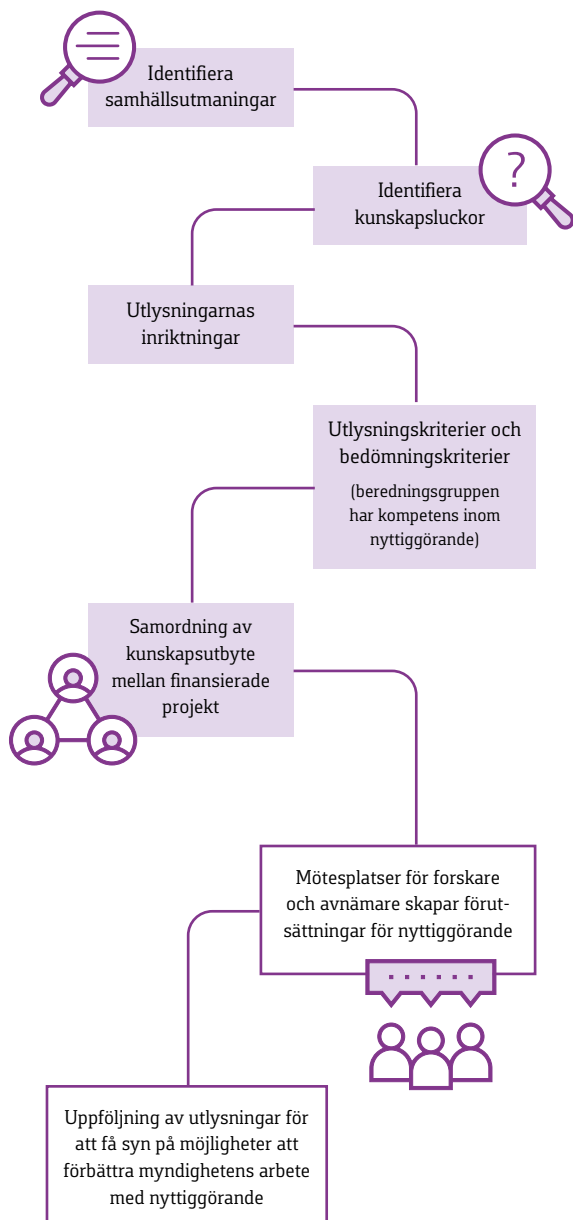 Identifiera
samhällsutmaningar
?
Identifiera
kunskapsluckor
Utlysningarnas
inriktningar
Utlysningskriterier och
bedömningskriterier
(beredningsgruppen
har kompetens inom
nyttiggörande)
Samordning av
kunskapsutbyte
mellan finansierade
projekt
Mötesplatser för forskare
och avnämare skapar förut-
sättningar för nyttiggörande
Uppföljning av utlysningar för
att få syn på möjligheter att
förbättra myndighetens arbete
med nyttiggörande